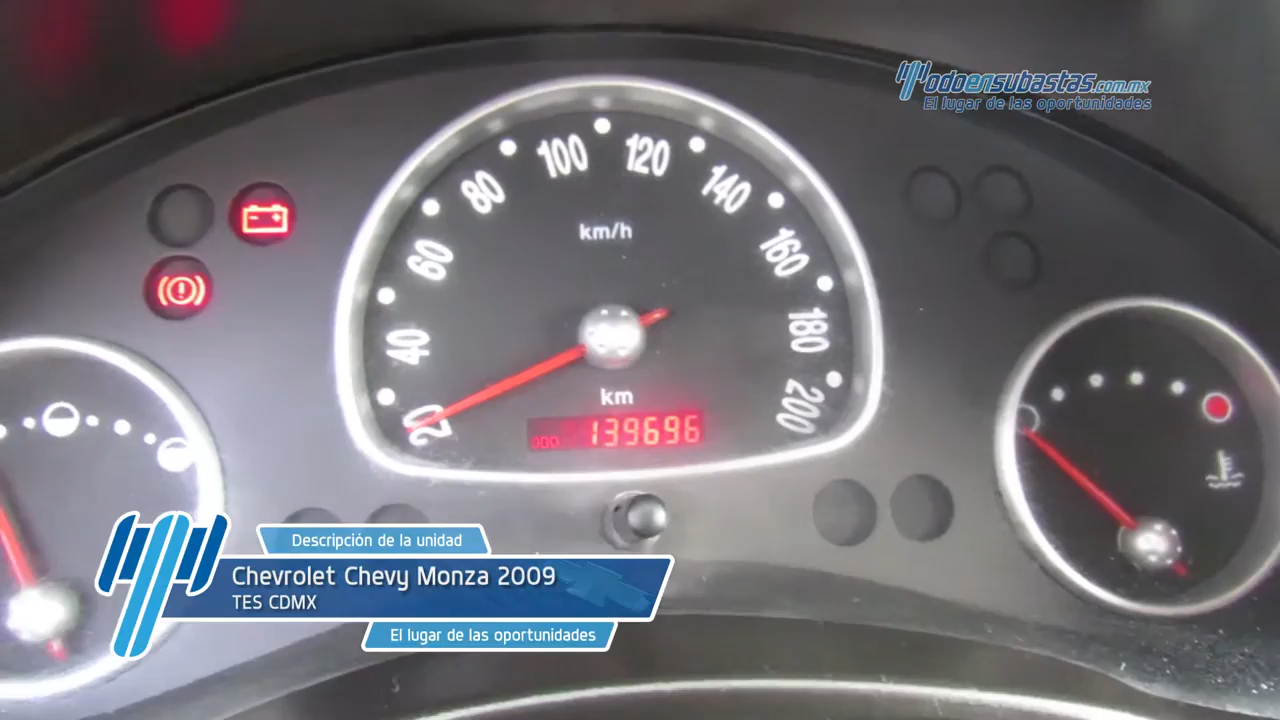 Todoensubastas.com.mx
El lugar de las oportunidades
20
40
60
80
100
120
140
160
180
200
km/h
km
ODO 139696
Descripción de la unidad
Chevrolet Chevy Monza 2009
TES CDMX
El lugar de las oportunidades